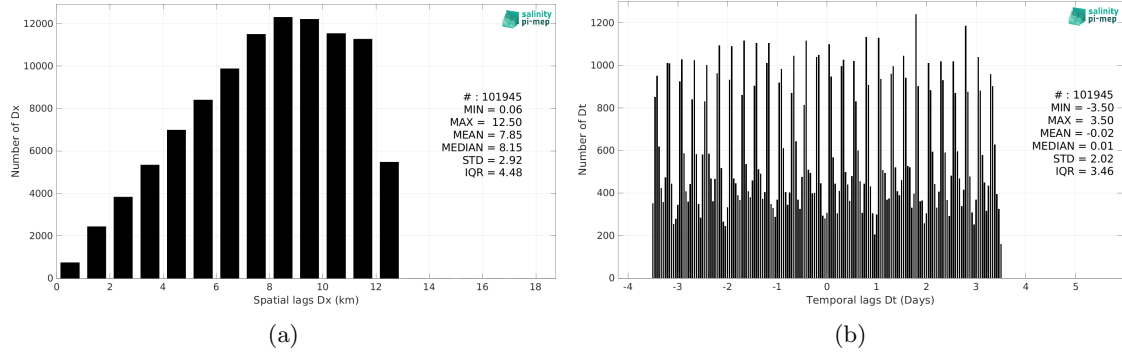 12000
10000
8000
6000
4000
2000
0
Number of Dx
0 2 4 6 8 10 12 14 16 18
Spatial lags Dx (km)
salinity
pi-mep
# : 101945
MIN = 0.06
MAX = 12.50
MEAN = 7.85
MEDIAN = 8.15
STD = 2.92
IQR = 4.48
(a)
1200
1000
800
600
400
200
0
Number of Dt
-4 -3 -2 -1 0 1 2 3 4 5
Temporal lags Dt (Days)
salinity
pi-mep
# : 101945
MIN = -3.50
MAX = 3.50
MEAN = -0.02
MEDIAN = 0.01
STD = 2.02
IQR = 3.46
(b)